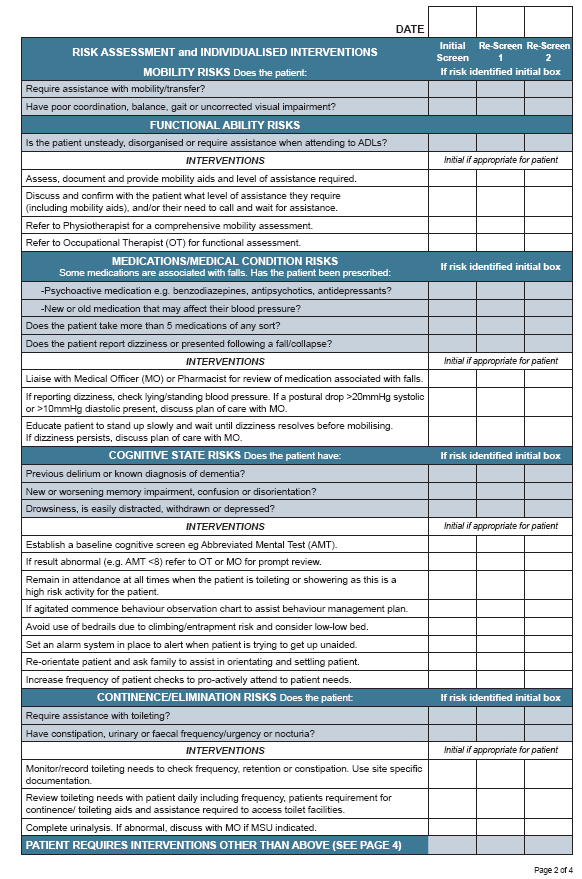 DATE
RISK ASSESSMENT and INDIVIDUALISED INTERVENTIONS
Initial Screen
Re-Screen 1
Re-Screen 2
MOBILITY RISKS Does the patient:
If risk identified initial box
Require assistance with mobility/transfer?
Have poor coordination, balance, gait or uncorrected visual impairment?
FUNCTIONAL ABILITY RISKS
Is the patient unsteady, disorganised or require assistance when attending to ADLs?
INTERVENTIONS
Initial if appropriate for patient
Assess, document and provide mobility aids and level of assistance required.
Discuss and confirm with the patient what level of assistance they require
(including mobility aids), and/or their need to call and wait for assistance.
Refer to Physiotherapist for a comprehensive mobility assessment.
Refer to Occupational Therapist (OT) for functional assessment.
MEDICATIONS/MEDICAL CONDITION RISKS
Some medications are associated with falls. Has the patient been prescribed:
If risk identified initial box
-Psychoactive medication e.g. benzodiazepines, antipsychotics, antidepressants?
-New or old medication that may affect their blood pressure?
Does the patient take more than 5 medications of any sort?
Does the patient report dizziness or presented following a fall/collapse?
INTERVENTIONS
Initial if appropriate for patient
Liaise with Medical Officer (MO) or Pharmacist for review of medication associated with falls.
If reporting dizziness, check lying/standing blood pressure. If a postural drop >20mmHg systolic
or >10mmHg diastolic present, discuss plan of care with MO.
Educate patient to stand up slowly and wait until dizziness resolves before mobilising.
If dizziness persists, discuss plan of care with MO.
COGNITIVE STATE RISKS Does the patient have:
If risk identified initial box
Previous delirium or known diagnosis of dementia?
New or worsening memory impairment, confusion or disorientation?
Drowsiness, is easily distracted, withdrawn or depressed?
INTERVENTIONS
Initial if appropriate for patient
Establish a baseline cognitive screen eg Abbreviated Mental Test (AMT).
If result abnormal (e.g. AMT <8) refer to OT or MO for prompt review.
Remain in attendance at all times when the patient is toileting or showering as this is a
high risk activity for the patient.
If agitated commence behaviour observation chart to assist behaviour management plan.
Avoid use of bedrails due to climbing/entrapment risk and consider low-low bed.
Set an alarm system in place to alert when patient is trying to get up unaided.
Re-orientate patient and ask family to assist in orientating and settling patient.
Increase frequency of patient checks to pro-actively attend to patient needs.
CONTINENCE/ELIMINATION RISKS Does the patient:
If risk identified initial box
Require assistance with toileting?
Have constipation, urinary or faecal frequency/urgency or nocturia?
INTERVENTIONS
Initial if appropriate for patient
Monitor/record toileting needs to check frequency, retention or constipation. Use site specific
documentation.
Review toileting needs with patient daily including frequency, patients requirement for
continence/ toileting aids and assistance required to access toilet facilities.
Complete urinalysis. If abnormal, discuss with MO if MSU indicated.
PATIENT REQUIRES INTERVENTIONS OTHER THAN ABOVE (SEE PAGE 4)
Page 2 of 4